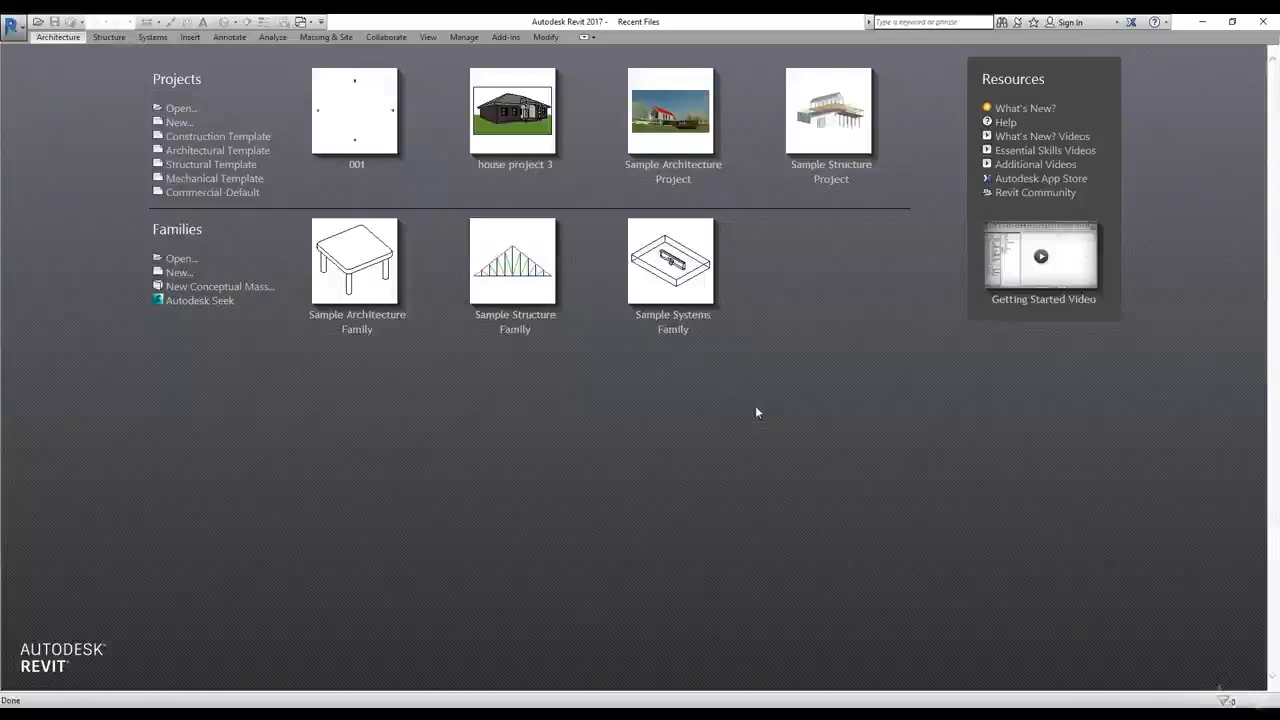 Autodesk Revit 2017 - Recent Files
Type a keyword or phrase
Sign In
Architecture Structure Systems Insert Annotate Analyze Massing & Site Collaborate View Manage Add-Ins Modify
Projects
Open...
New...
Construction Template
Architectural Template
Structural Template
Mechanical Template
Commercial-Default
001
house project 3
Sample Architecture
Project
Sample Structure
Project
Families
Open...
New...
New Conceptual Mass...
Autodesk Seek
Sample Architecture
Family
Sample Structure
Family
Sample Systems
Family
Resources
What's New?
Help
What's New? Videos
Essential Skills Videos
Additional Videos
Autodesk App Store
Revit Community
Getting Started Video
AUTODESK
REVIT
Done
:0